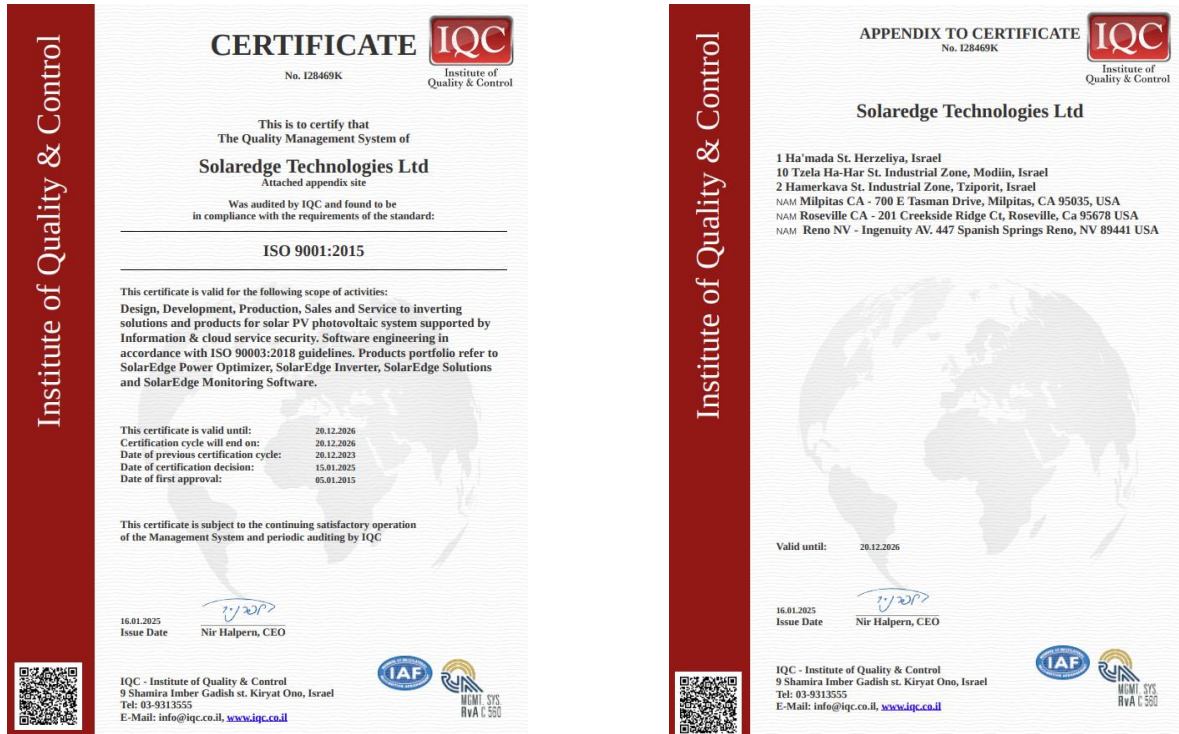 Institute of Quality & Control
CERTIFICATE
No. I28469K
IQC
Institute of
Quality & Control
This is to certify that
The Quality Management System of
Solaredge Technologies Ltd
Attached appendix site
Was audited by IQC and found to be
in compliance with the requirements of the standard:
ISO 9001:2015
This certificate is valid for the following scope of activities:
Design, Development, Production, Sales and Service to inverting
solutions and products for solar PV photovoltaic system supported by
Information & cloud service security. Software engineering in
accordance with ISO 90003:2018 guidelines. Products portfolio refer to
SolarEdge Power Optimizer, SolarEdge Inverter, SolarEdge Solutions
and SolarEdge Monitoring Software.
This certificate is valid until: 20.12.2026
Certification cycle will end on: 20.12.2026
Date of previous certification cycle: 20.12.2023
Date of certification decision: 15.01.2025
Date of first approval: 05.01.2015
This certificate is subject to the continuing satisfactory operation
of the Management System and periodic auditing by IQC
16.01.2025
Issue Date Nir Halpern, CEO
IQC - Institute of Quality & Control
9 Shamira Imber Gadish st. Kiryat Ono, Israel
Tel: 03-9313555
E-Mail: info@iqc.co.il, www.iqc.co.il
IAF
MGMT. SYS.
RvA C 560
Institute of Quality & Control
APPENDIX TO CERTIFICATE
No. I28469K
IQC
Institute of
Quality & Control
Solaredge Technologies Ltd
1 Ha'mada St. Herzeliya, Israel
10 Tzela Ha-Har St. Industrial Zone, Modiin, Israel
2 Hamerkava St. Industrial Zone, Tziporit, Israel
NAM Milpitas CA - 700 E Tasman Drive, Milpitas, CA 95035, USA
NAM Roseville CA - 201 Creekside Ridge Ct, Roseville, Ca 95678 USA
NAM Reno NV - Ingenuity AV. 447 Spanish Springs Reno, NV 89441 USA
Valid until: 20.12.2026
16.01.2025
Issue Date Nir Halpern, CEO
IQC - Institute of Quality & Control
9 Shamira Imber Gadish st. Kiryat Ono, Israel
Tel: 03-9313555
E-Mail: info@iqc.co.il, www.iqc.co.il
IAF
MGMT. SYS.
RvA C 560